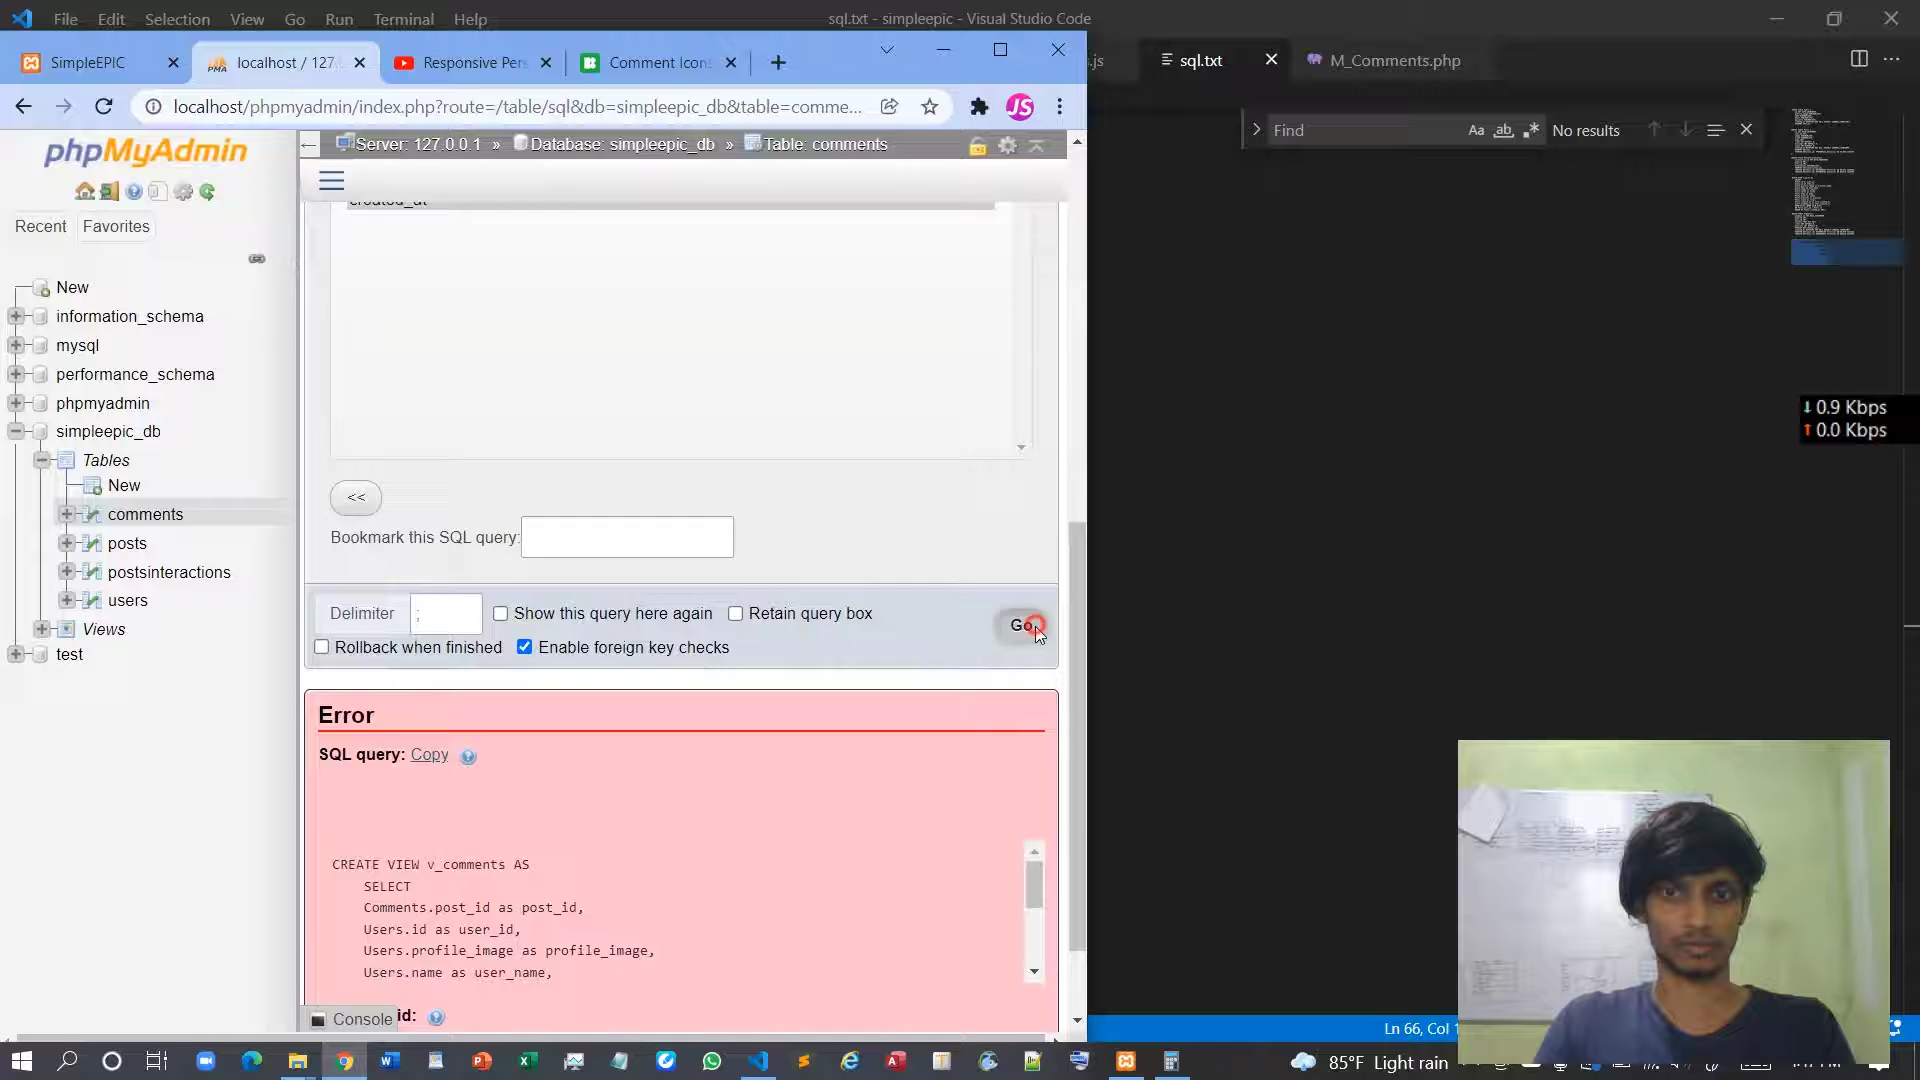 File Edit Selection View Go Run Terminal Help
sql.txt - simpleepic - Visual Studio Code
SimpleEPIC
localhost / 127.
Responsive Pers
Comment Icons
.js
sql.txt
M_Comments.php
localhost/phpmyadmin/index.php?route=/table/sql&db=simpleepic_db&table=comme...
JS
Find
Aa ab
No results
phpMyAdmin
Server: 127.0.0.1 » Database: simpleepic_db » Table: comments
Recent Favorites
created_at
New
information_schema
mysql
performance_schema
phpmyadmin
simpleepic_db
Tables
New
comments
posts
postsinteractions
users
Views
test
<<
Bookmark this SQL query:
Delimiter ; Show this query here again Retain query box
Rollback when finished Enable foreign key checks
Go
Error
SQL query: Copy
CREATE VIEW v_comments AS
SELECT
Comments.post_id as post_id,
Users.id as user_id,
Users.profile_image as profile_image,
Users.name as user_name,
Console
id:
0.9 Kbps
0.0 Kbps
Ln 66, Col 1
85°F Light rain